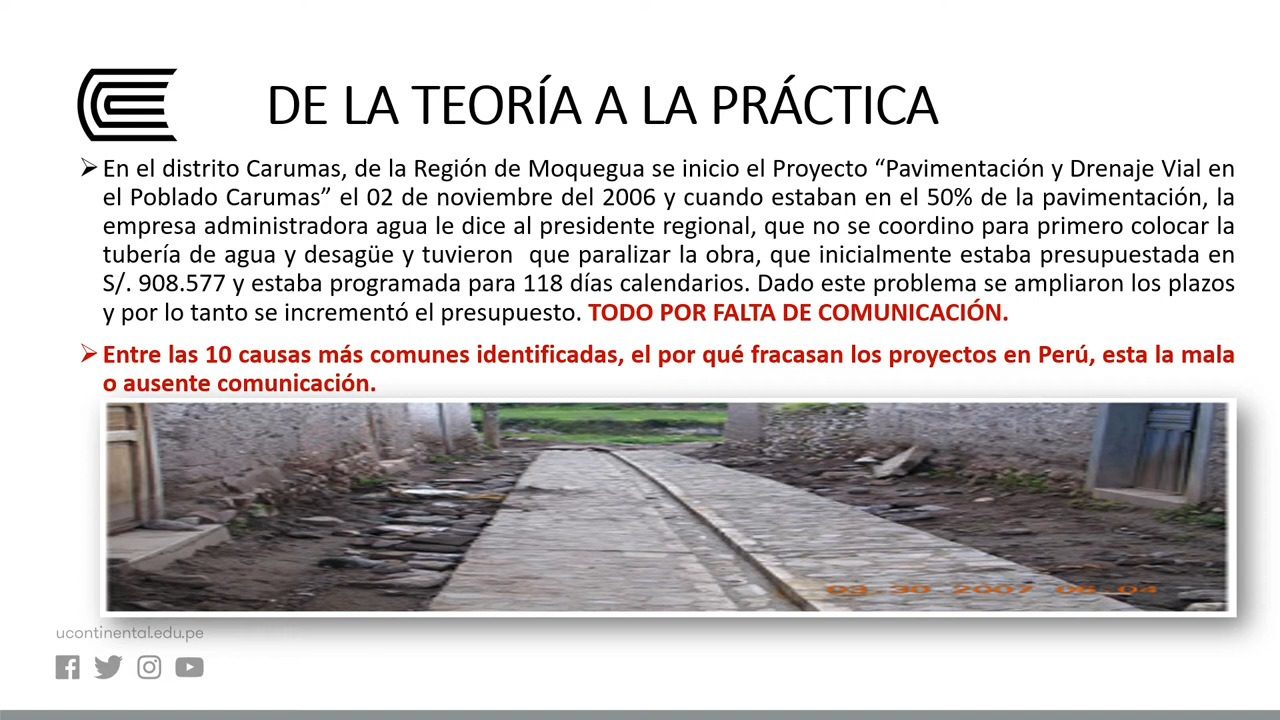 DE LA TEORÍA A LA PRÁCTICA
➢En el distrito Carumas, de la Región de Moquegua se inicio el Proyecto “Pavimentación y Drenaje Vial en
el Poblado Carumas” el 02 de noviembre del 2006 y cuando estaban en el 50% de la pavimentación, la
empresa administradora agua le dice al presidente regional, que no se coordino para primero colocar la
tubería de agua y desagüe y tuvieron que paralizar la obra, que inicialmente estaba presupuestada en
S/. 908.577 y estaba programada para 118 días calendarios. Dado este problema se ampliaron los plazos
y por lo tanto se incrementó el presupuesto. TODO POR FALTA DE COMUNICACIÓN.
➢Entre las 10 causas más comunes identificadas, el por qué fracasan los proyectos en Perú, esta la mala
o ausente comunicación.
03.30 2007 06:04
ucontinental.edu.pe